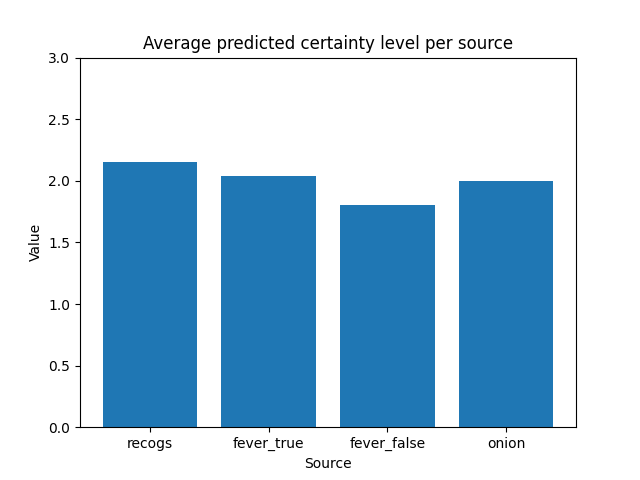 Average predicted certainty level per source
3.0
2.5
2.0
1.5
1.0
0.5
0.0
Value
recogs fever_true fever_false onion
Source